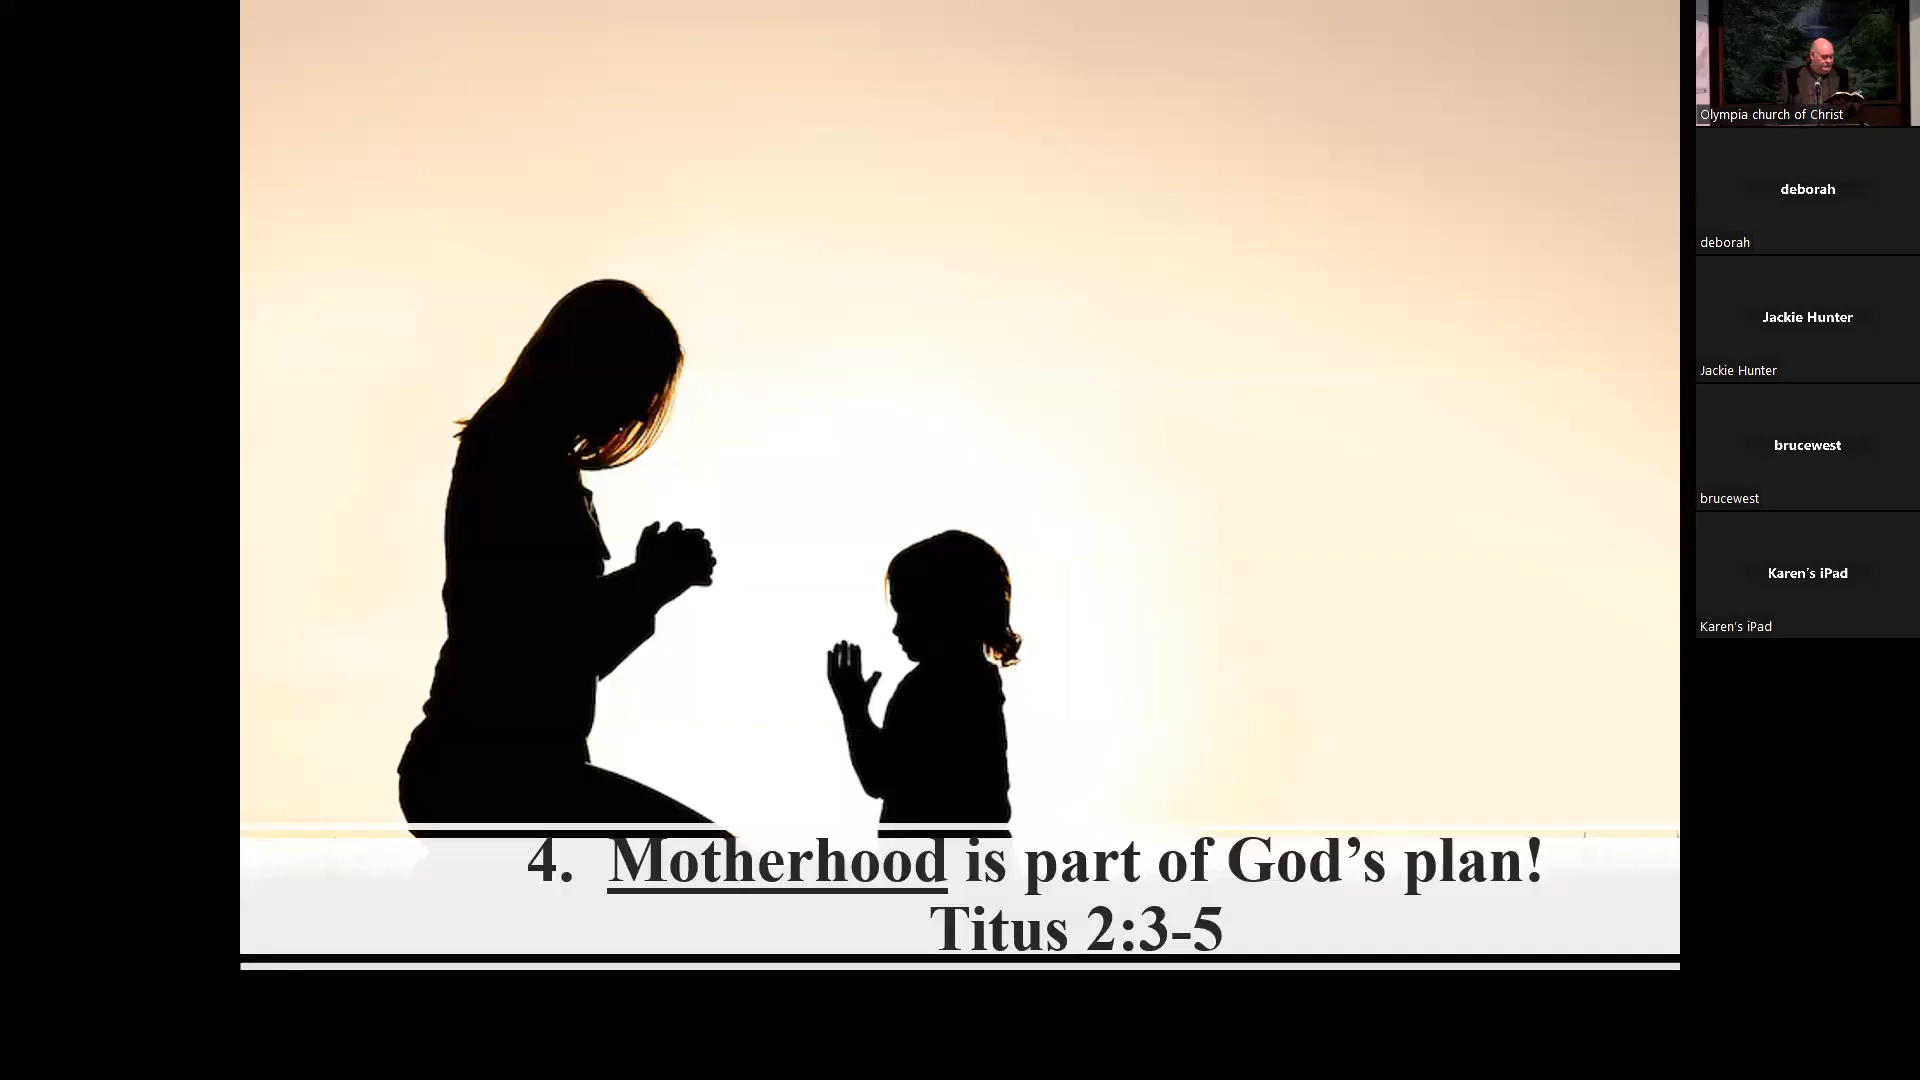 4. Motherhood is part of God’s plan!
Titus 2:3-5
Olympia church of Christ
deborah
deborah
Jackie Hunter
Jackie Hunter
brucewest
brucewest
Karen’s iPad
Karen’s iPad